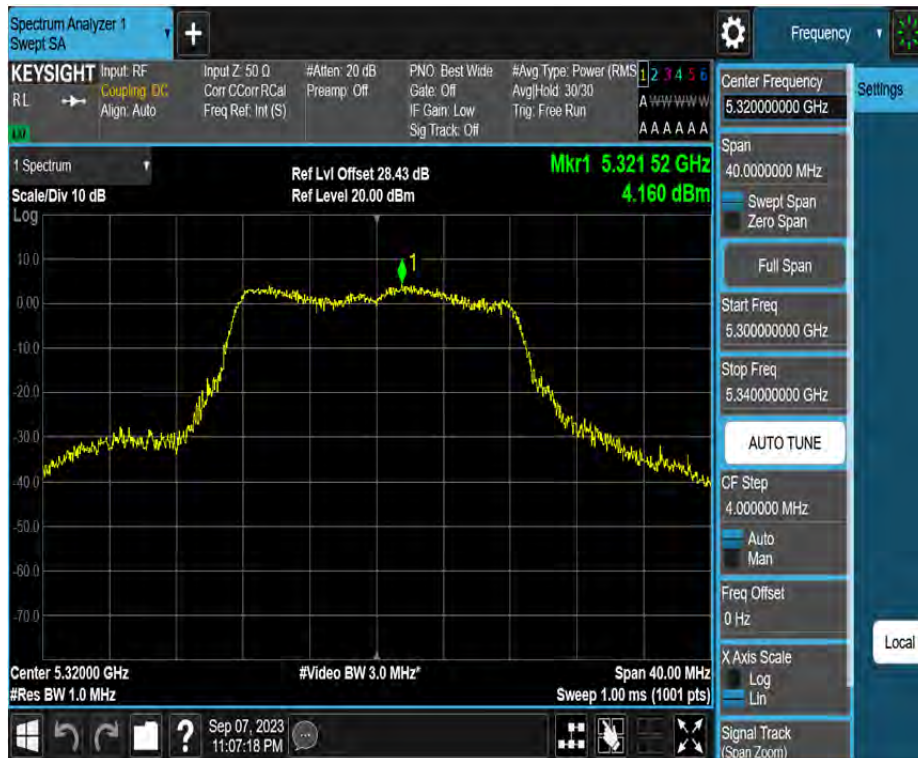 Spectrum Analyzer 1
Swept SA
+
Frequency
KEYSIGHT
RL
Input: RF
Coupling: DC
Align: Auto
Input Z: 50 Ω
Corr CCorr RCal
Freq Ref: Int (S)
#Atten: 20 dB
Preamp: Off
PNO: Best Wide
Gate: Off
IF Gain: Low
Sig Track: Off
#Avg Type: Power (RMS
Avg|Hold: 30/30
Trig: Free Run
1 2 3 4 5 6
A W W W W W
A A A A A A
1 Spectrum
Scale/Div 10 dB
Ref Lvl Offset 28.43 dB
Ref Level 20.00 dBm
Mkr1 5.321 52 GHz
4.160 dBm
Log
10.0
0.00
-10.0
-20.0
-30.0
-40.0
-50.0
-60.0
-70.0
1
Center 5.32000 GHz
#Res BW 1.0 MHz
#Video BW 3.0 MHz*
Span 40.00 MHz
Sweep 1.00 ms (1001 pts)
?
Sep 07, 2023
11:07:18 PM
Center Frequency
5.320000000 GHz
Span
40.0000000 MHz
Swept Span
Zero Span
Full Span
Start Freq
5.300000000 GHz
Stop Freq
5.340000000 GHz
AUTO TUNE
CF Step
4.000000 MHz
Auto
Man
Freq Offset
0 Hz
X Axis Scale
Log
Lin
Signal Track
(Span Zoom)
Settings
Local